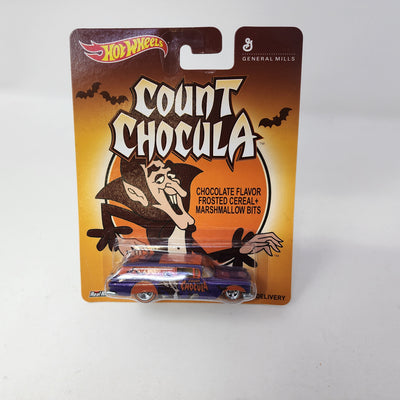 HOT WHEELS
G
GENERAL MILLS
COUNT
CHOCULA
CHOCOLATE FLAVOR
FROSTED CEREAL+
MARSHMALLOW BITS
CHOCULA
DELIVERY